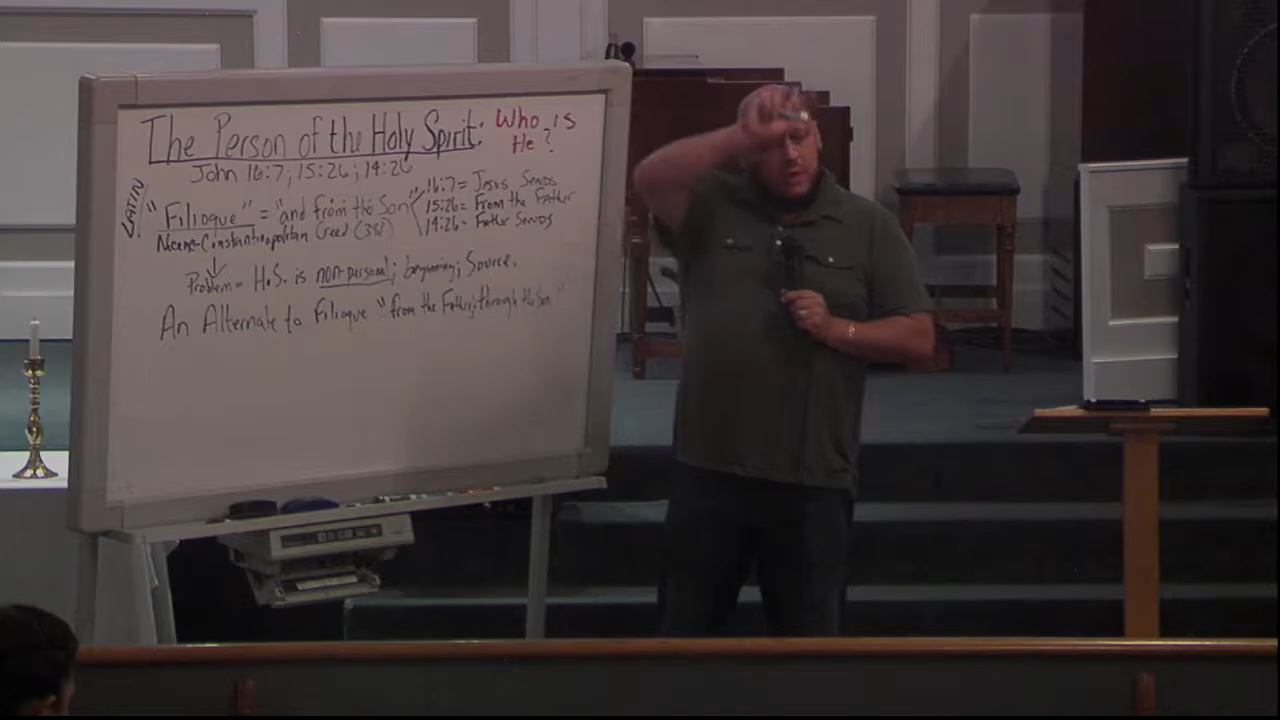 The Person of the Holy Spirit: Who is He?
John 16:7; 15:26; 14:26
LATIN
"Filioque" = "and from the Son"
16:7 = Jesus Sends
15:26 = From the Father
14:26 = Father Sends
Nicene-Constantinopolitan Creed (381)
Problem = H.S. is non-personal; beginning; Source.
An Alternate to Filioque "from the Father, through the Son"